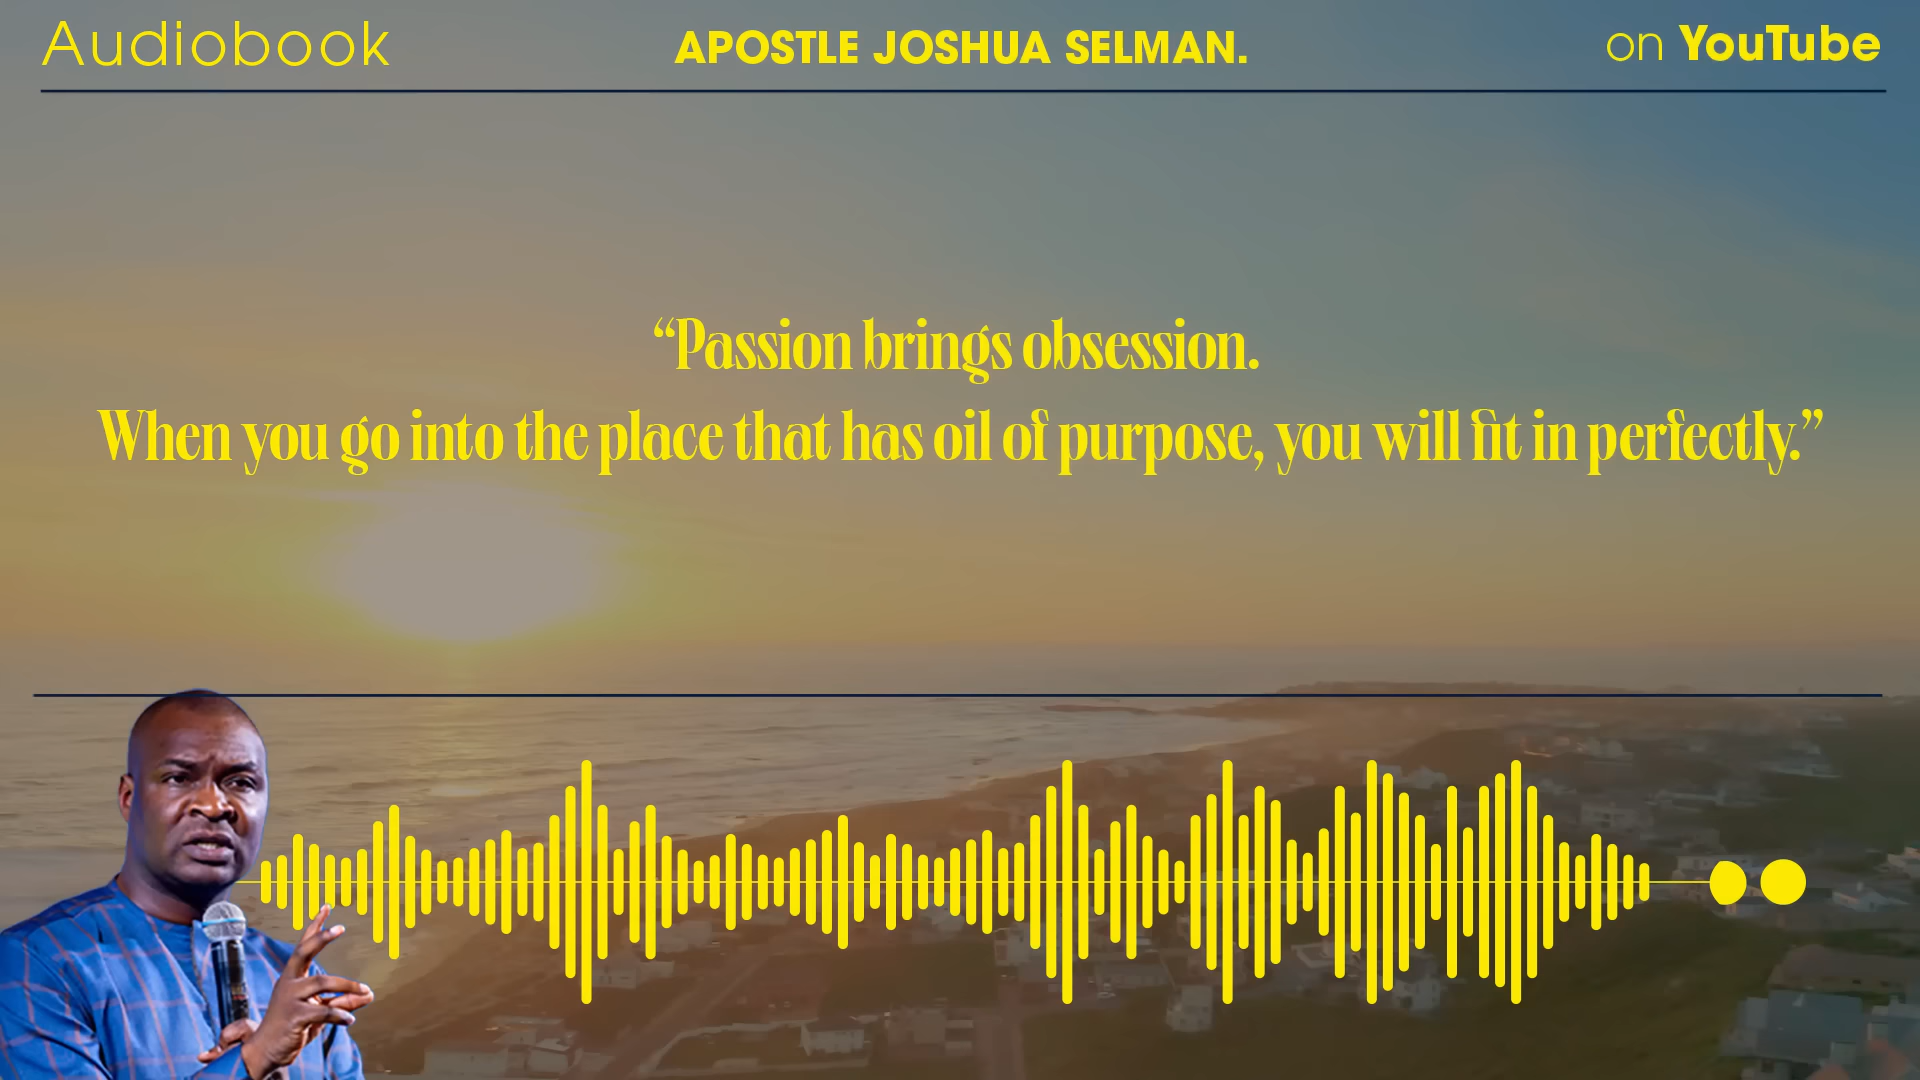 Audiobook
APOSTLE JOSHUA SELMAN.
on YouTube
“Passion brings obsession.
When you go into the place that has oil of purpose, you will fit in perfectly.”